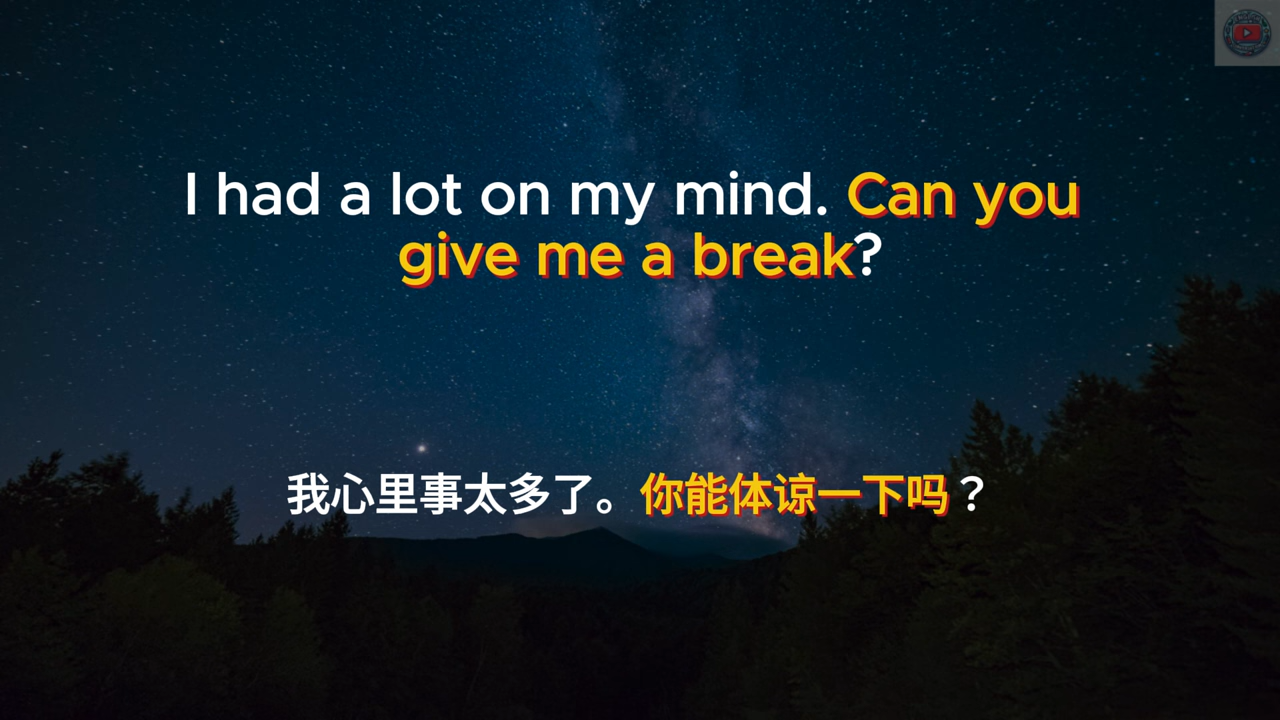 I had a lot on my mind. Can you
give me a break?
我心里事太多了。你能体谅一下吗？